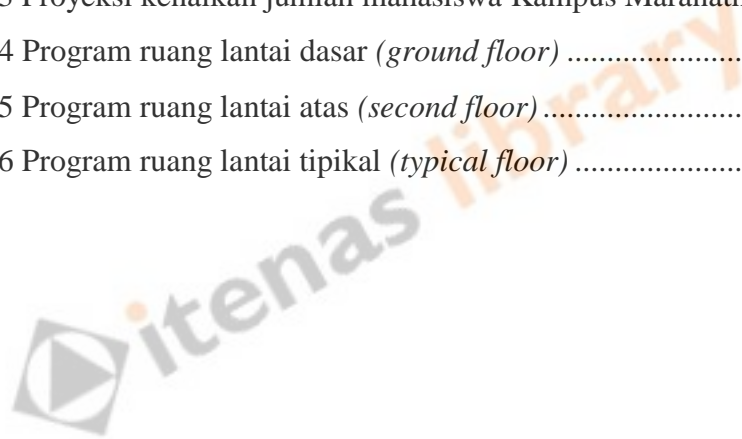 3 Proyeksi kenaikan jumlah mahasiswa Kampus
4 Program ruang lantai dasar (ground floor) .....................
5 Program ruang lantai atas (second floor) ........................
6 Program ruang lantai tipikal (typical floor) ....................
itenas library